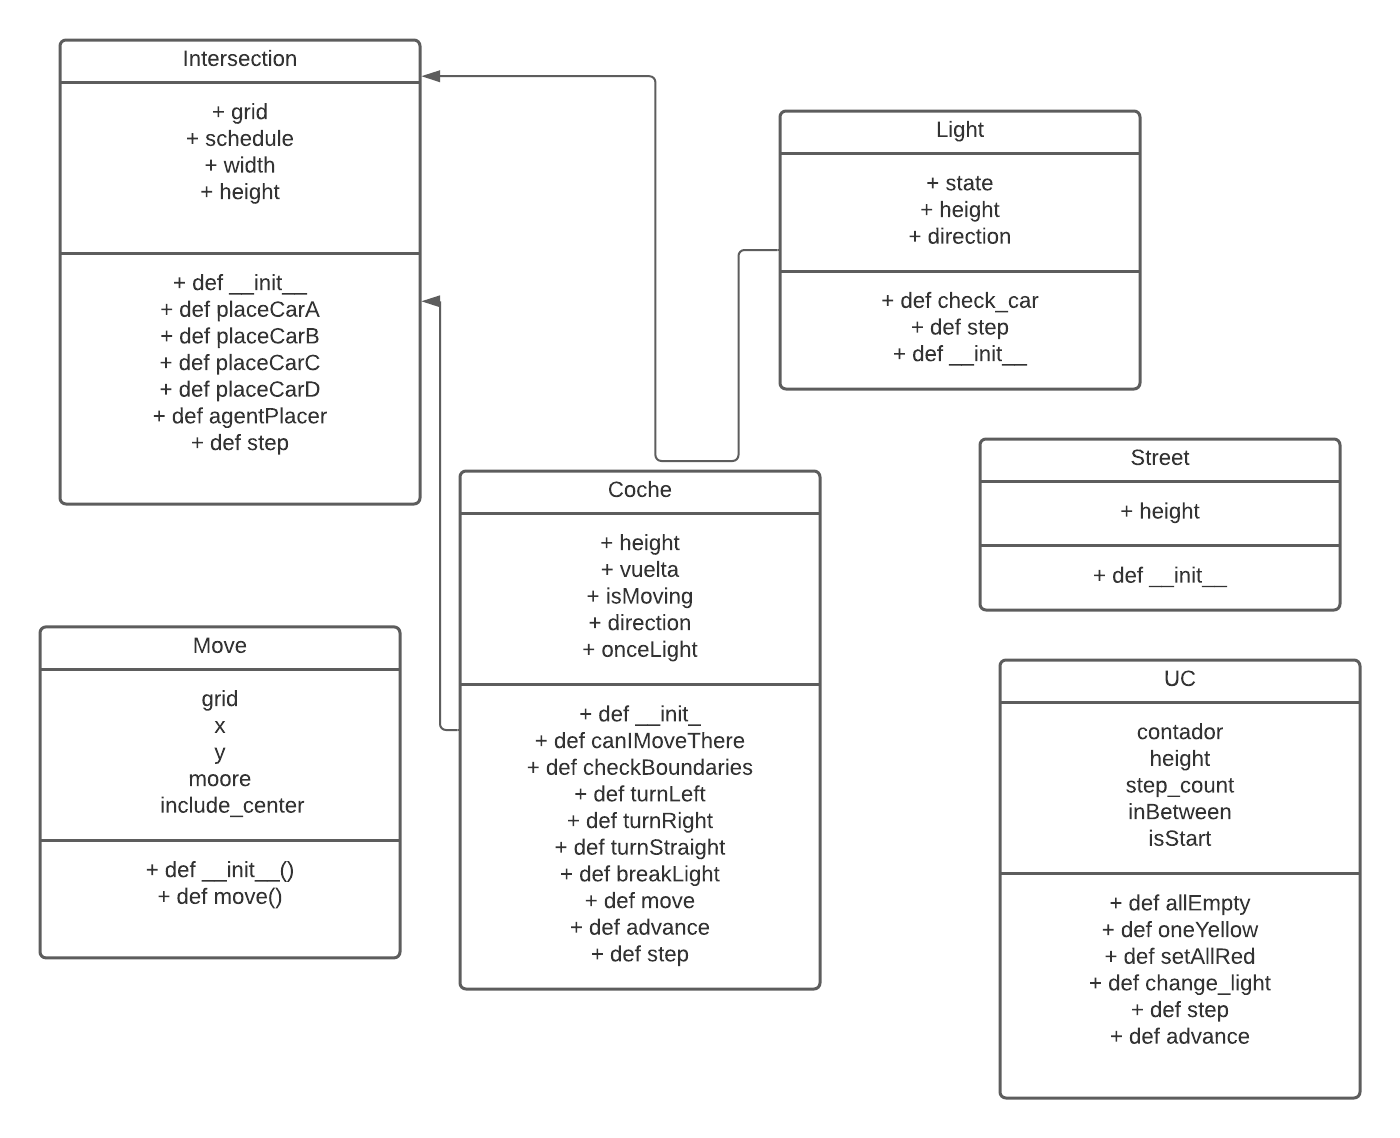 Intersection
+ grid
+ schedule
+ width
+ height
+ def __init__
+ def placeCarA
+ def placeCarB
+ def placeCarC
+ def placeCarD
+ def agentPlacer
+ def step
Light
+ state
+ height
+ direction
+ def check_car
+ def step
+ def __init__
Street
+ height
+ def __init__
Coche
+ height
+ vuelta
+ isMoving
+ direction
+ onceLight
+ def __init_
+ def canIMoveThere
+ def checkBoundaries
+ def turnLeft
+ def turnRight
+ def turnStraight
+ def breakLight
+ def move
+ def advance
+ def step
Move
grid
x
y
moore
include_center
+ def __init__()
+ def move()
UC
contador
height
step_count
inBetween
isStart
+ def allEmpty
+ def oneYellow
+ def setAllRed
+ def change_light
+ def step
+ def advance